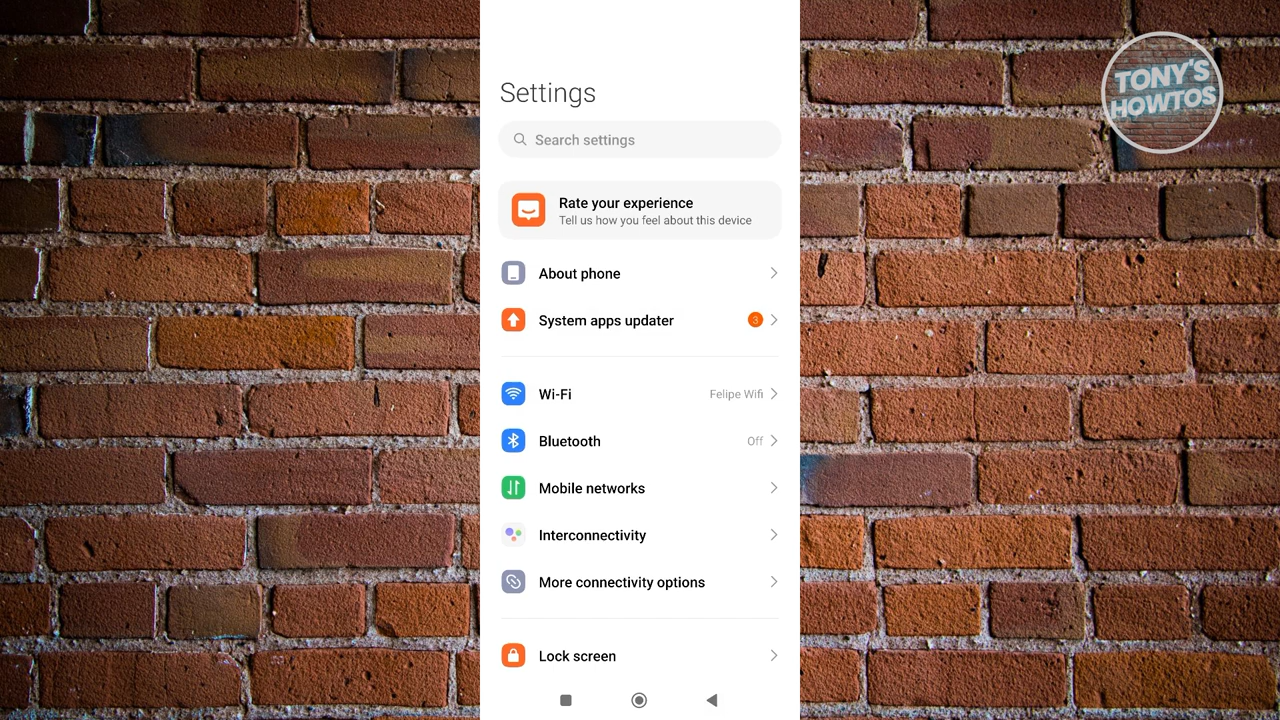 TONY'S
HOWTOS
Settings
Search settings
Rate your experience
Tell us how you feel about this device
About phone
System apps updater 3
Wi-Fi Felipe Wifi
Bluetooth Off
Mobile networks
Interconnectivity
More connectivity options
Lock screen